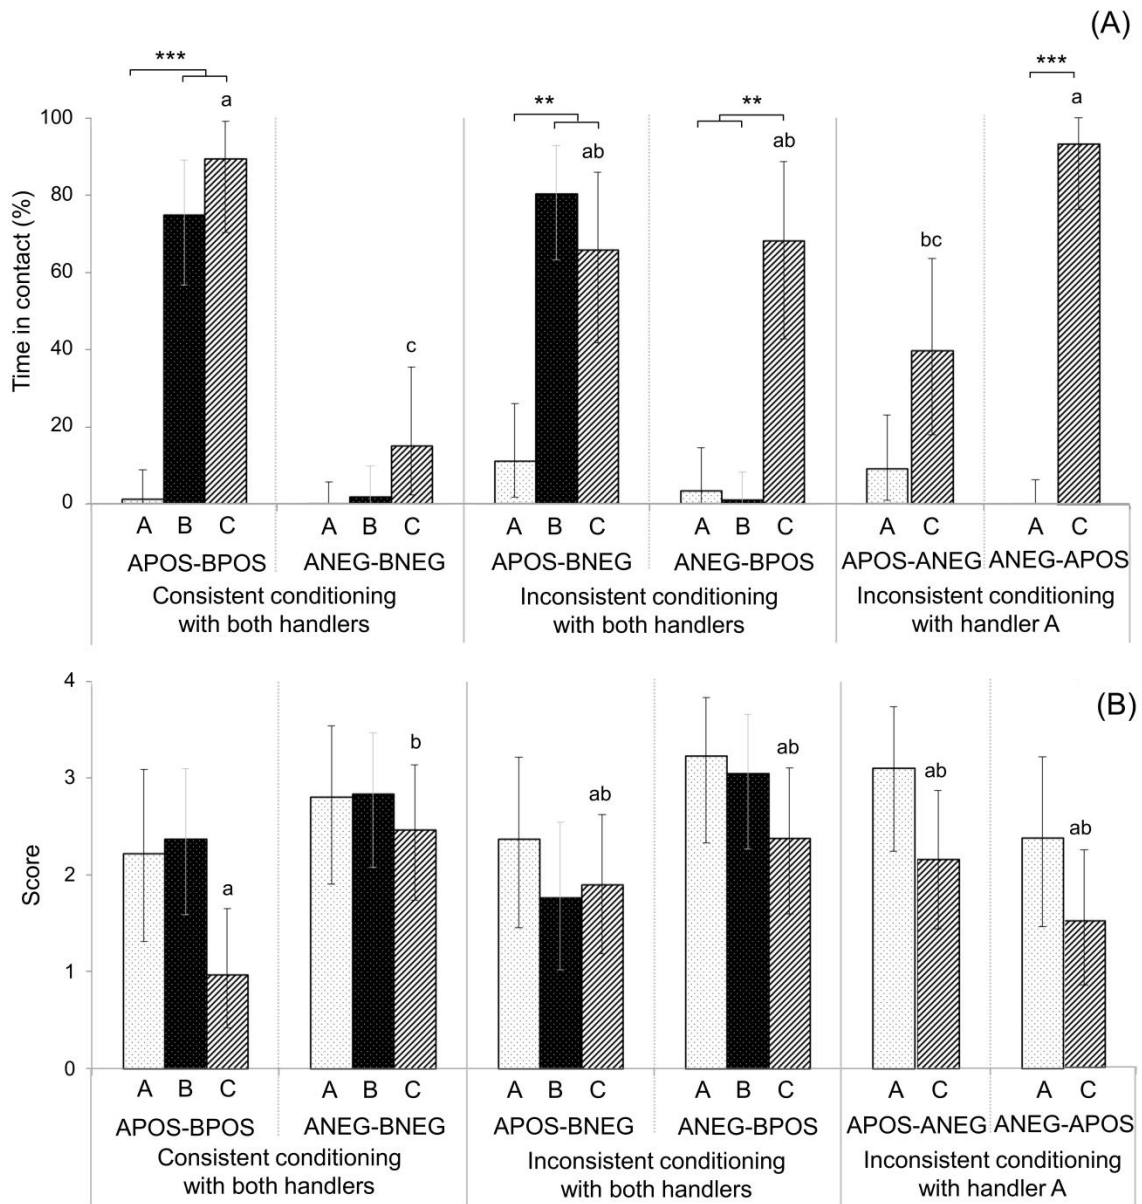 (A)
*** ** ** ***
a ab ab a
bc
c
Time in contact (%)
100
80
60
40
20
0
A B C A B C A B C A B C A C A C
APOS-BPOS ANEG-BNEG APOS-BNEG ANEG-BPOS APOS-ANEG ANEG-APOS
Consistent conditioning Inconsistent conditioning Inconsistent conditioning
with both handlers with both handlers with handler A
(B)
Score
4
3
2
1
0
b ab ab ab
ab
a
A B C A B C A B C A B C A C A C
APOS-BPOS ANEG-BNEG APOS-BNEG ANEG-BPOS APOS-ANEG ANEG-APOS
Consistent conditioning Inconsistent conditioning Inconsistent conditioning
with both handlers with both handlers with handler A